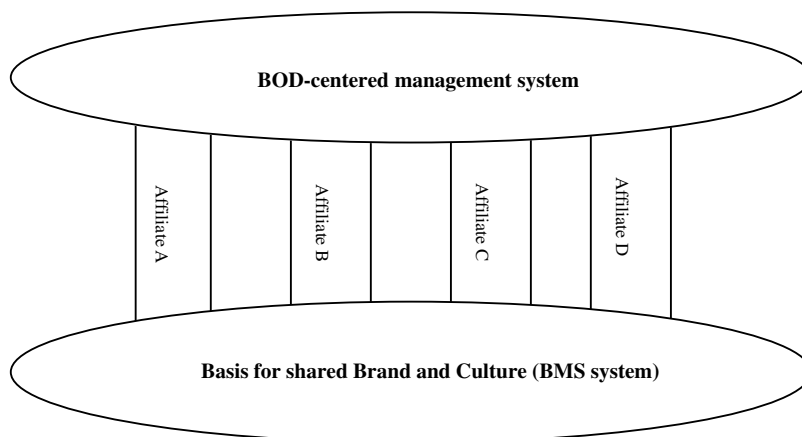 BOD-centered management system
Affiliate A
Affiliate B
Affiliate C
Affiliate D
Basis for shared Brand and Culture (BMS system)